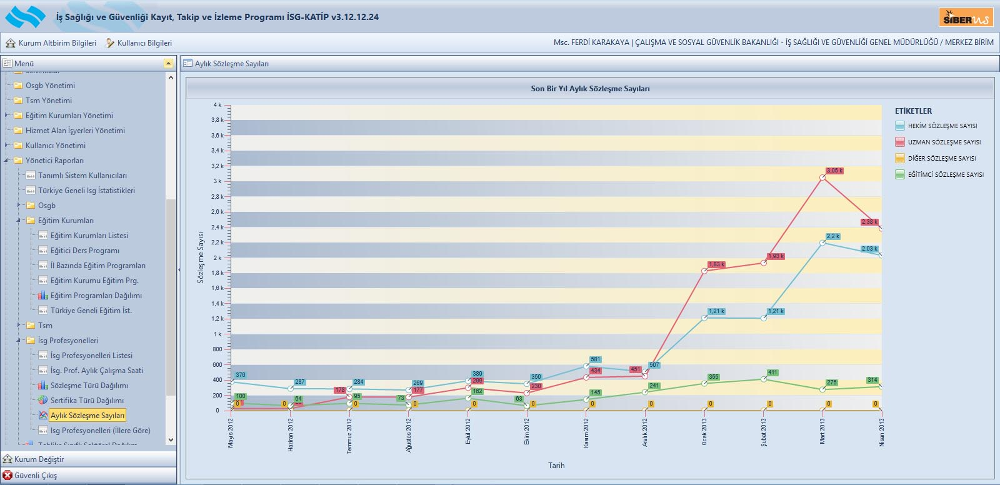 İş Sağlığı ve Güvenliği Kayıt, Takip ve İzleme Programı İSG-KATİP v3.12.12.24
SİBERUS
Kurum Altbirim Bilgileri
Kullanıcı Bilgileri
Msc. FERDİ KARAKAYA | ÇALIŞMA VE SOSYAL GÜVENLİK BAKANLIĞI - İŞ SAĞLIĞI VE GÜVENLİĞİ GENEL MÜDÜRLÜĞÜ / MERKEZ BİRİM
Menü
Osgb Yönetimi
Tsm Yönetimi
Eğitim Kurumları Yönetimi
Hizmet Alan İşyerleri Yönetimi
Kullanıcı Yönetimi
Yönetici Raporları
Tanımlı Sistem Kullanıcıları
Türkiye Geneli Isg İstatistikleri
Osgb
Eğitim Kurumları
Eğitim Kurumları Listesi
Eğitici Ders Programı
İl Bazında Eğitim Programları
Eğitim Kurumu Eğitim Prg.
Eğitim Programları Dağılımı
Türkiye Geneli Eğitim İst.
Tsm
İsg Profesyonelleri
İsg Profesyonelleri Listesi
İsg. Prof. Aylık Çalışma Saati
Sözleşme Türü Dağılımı
Sertifika Türü Dağılımı
Aylık Sözleşme Sayıları
Isg Profesyonelleri (İllere Göre)
Kurum Değiştir
Güvenli Çıkış
Aylık Sözleşme Sayıları
Son Bir Yıl Aylık Sözleşme Sayıları
ETİKETLER
HEKİM SÖZLEŞME SAYISI
UZMAN SÖZLEŞME SAYISI
DİĞER SÖZLEŞME SAYISI
EĞİTİMCİ SÖZLEŞME SAYISI
Sözleşme Sayısı
4 k
3,8 k
3,6 k
3,4 k
3,2 k
3 k
2,8 k
2,6 k
2,4 k
2,2 k
2 k
1,8 k
1,6 k
1,4 k
1,2 k
1 k
800
600
400
200
0
376
287
284
269
389
350
581
507
1,21 k
1,21 k
2,2 k
2,03 k
178
177
299
230
434
451
1,83 k
1,93 k
3,05 k
2,38 k
100
64
95
73
162
63
145
241
355
411
275
314
0
0
0
0
0
0
0
0
0
0
0
0
Mayıs 2012
Haziran 2012
Temmuz 2012
Ağustos 2012
Eylül 2012
Ekim 2012
Kasım 2012
Aralık 2012
Ocak 2013
Şubat 2013
Mart 2013
Nisan 2013
Tarih